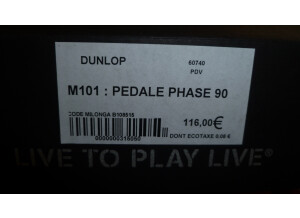 DUNLOP
60740
PDV
M101 : PEDALE PHASE 90
CODE MILONGA
116,00€
DONT ECOTAXE
LIVE TO PLAY LIVE®